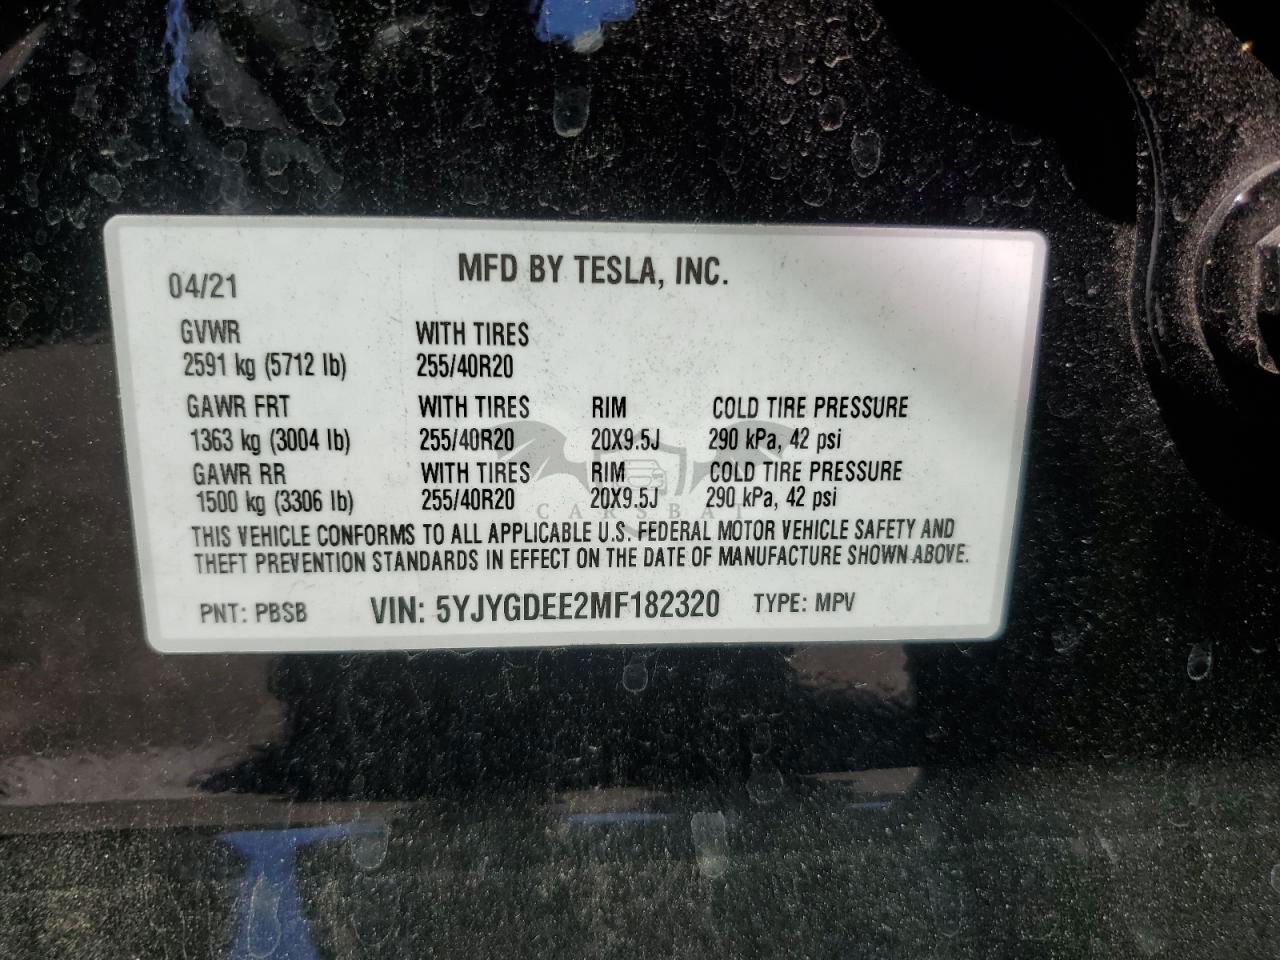 MFD BY TESLA, INC.
04/21
GVWR WITH TIRES
2591 kg (5712 lb) 255/40R20
GAWR FRT WITH TIRES RIM COLD TIRE PRESSURE
1363 kg (3004 lb) 255/40R20 20X9.5J 290 kPa, 42 psi
GAWR RR WITH TIRES RIM COLD TIRE PRESSURE
1500 kg (3306 lb) 255/40R20 20X9.5J 290 kPa, 42 psi
CARSBAT
THIS VEHICLE CONFORMS TO ALL APPLICABLE U.S. FEDERAL MOTOR VEHICLE SAFETY AND
THEFT PREVENTION STANDARDS IN EFFECT ON THE DATE OF MANUFACTURE SHOWN ABOVE.
PNT: PBSB VIN: 5YJYGDEE2MF182320 TYPE: MPV